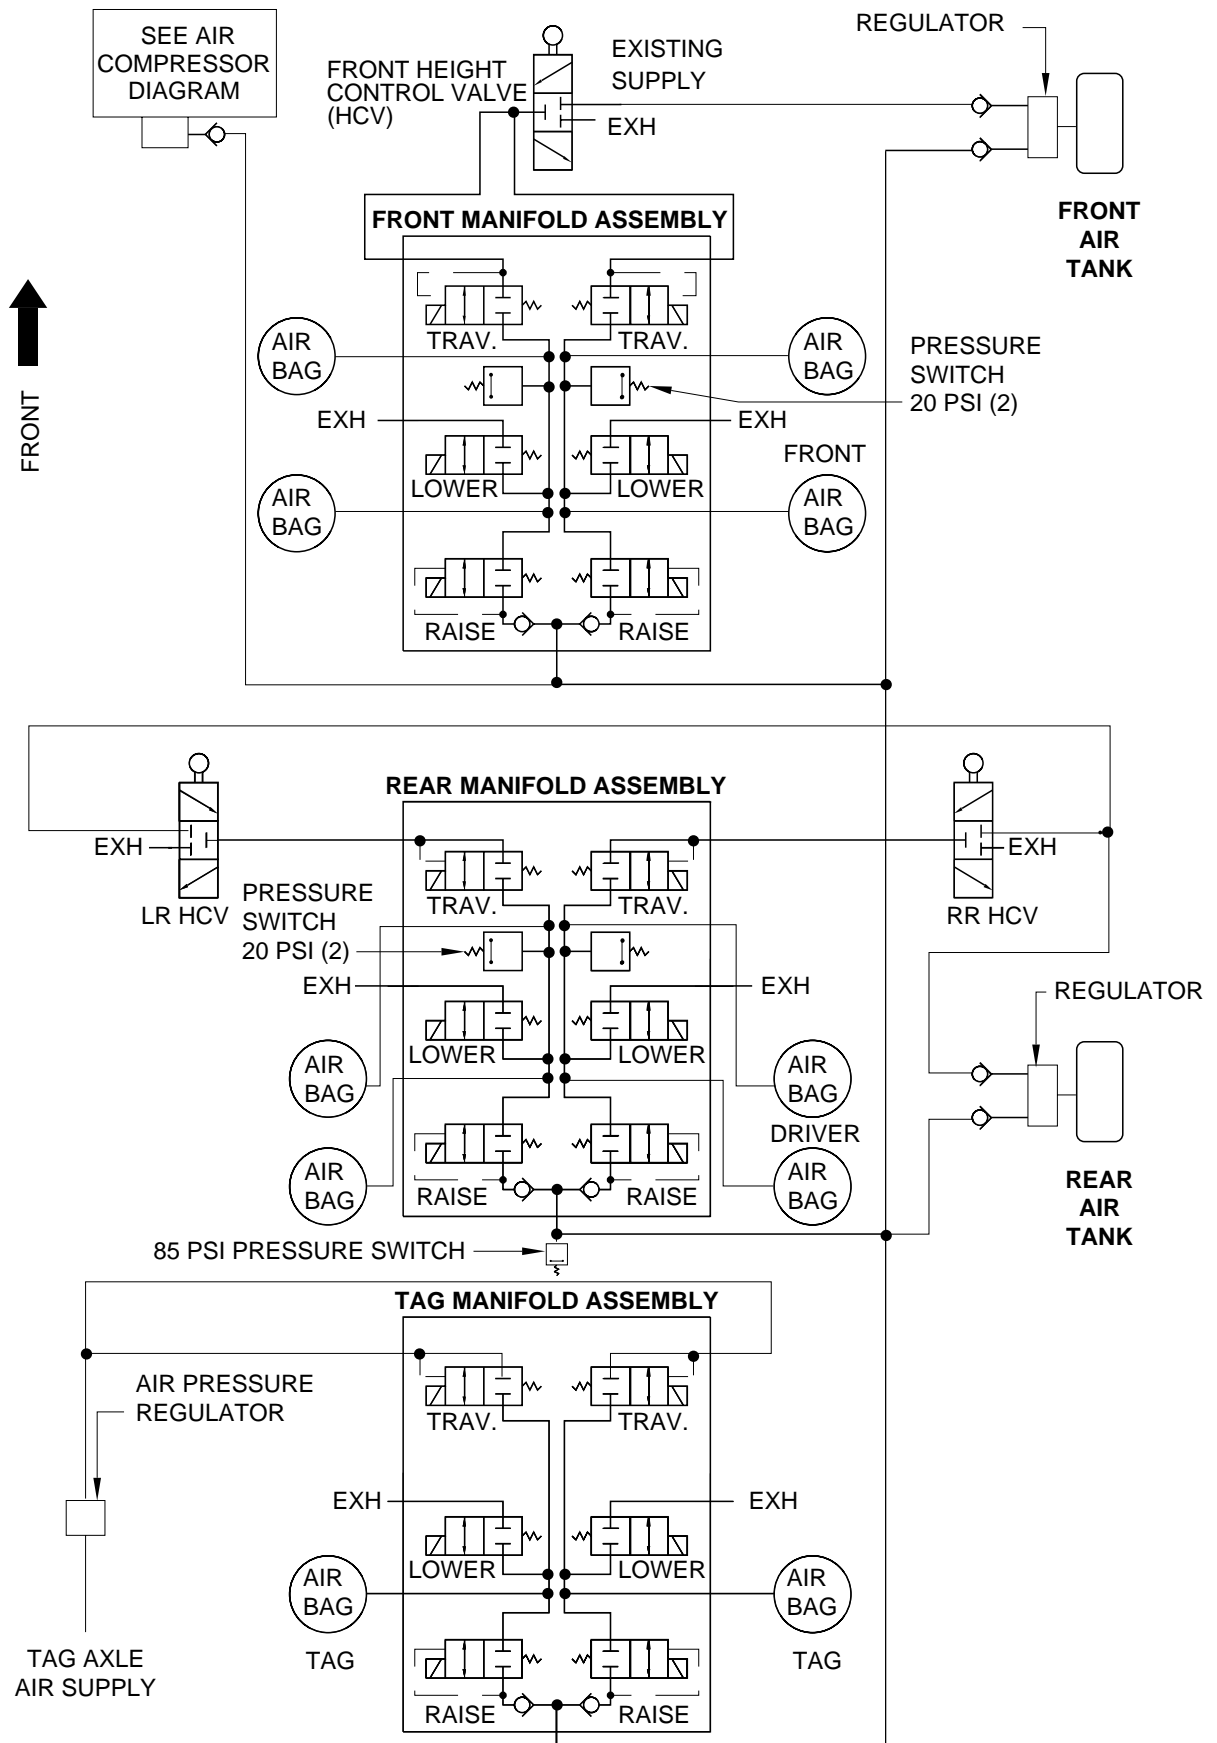 SEE AIR
COMPRESSOR
DIAGRAM
FRONT HEIGHT
CONTROL VALVE
(HCV)
EXISTING
SUPPLY
EXH
REGULATOR
FRONT
AIR
TANK
FRONT MANIFOLD ASSEMBLY
FRONT
TRAV.
TRAV.
AIR
BAG
AIR
BAG
PRESSURE
SWITCH
20 PSI (2)
EXH
EXH
LOWER
LOWER
FRONT
AIR
BAG
AIR
BAG
RAISE
RAISE
REAR MANIFOLD ASSEMBLY
EXH
LR HCV
EXH
RR HCV
TRAV.
TRAV.
PRESSURE
SWITCH
20 PSI (2)
EXH
EXH
LOWER
LOWER
REGULATOR
AIR
BAG
AIR
BAG
DRIVER
AIR
BAG
AIR
BAG
RAISE
RAISE
REAR
AIR
TANK
85 PSI PRESSURE SWITCH
TAG MANIFOLD ASSEMBLY
AIR PRESSURE
REGULATOR
TRAV.
TRAV.
EXH
EXH
LOWER
LOWER
AIR
BAG
TAG
AIR
BAG
TAG
TAG AXLE
AIR SUPPLY
RAISE
RAISE